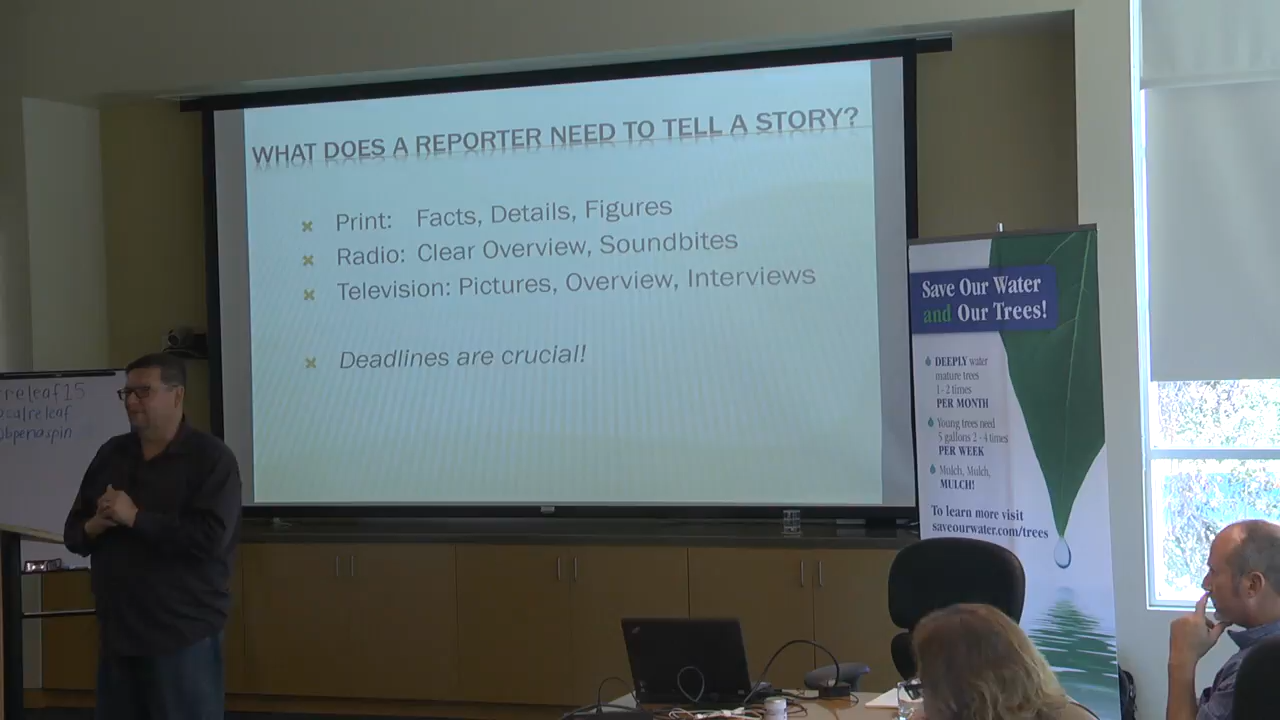 WHAT DOES A REPORTER NEED TO TELL A STORY?
Print: Facts, Details, Figures
Radio: Clear Overview, Soundbites
Television: Pictures, Overview, Interviews
Deadlines are crucial!
Save Our Water
and Our Trees!
DEEPLY water
mature trees
1 - 2 times
PER MONTH
Young trees need
5 gallons 2 - 4 times
PER WEEK
Mulch, Mulch,
MULCH!
To learn more visit
saveourwater.com/trees